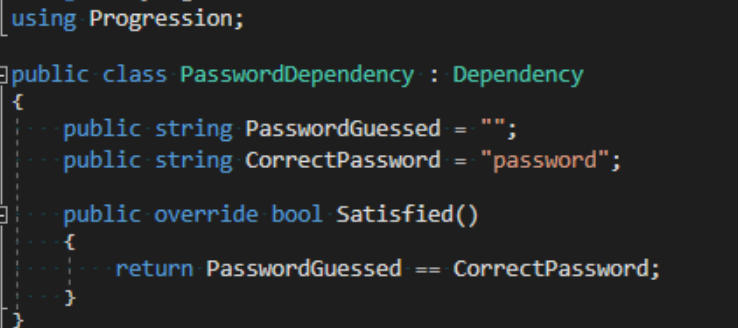 using Progression;
public class PasswordDependency : Dependency
{
public string PasswordGuessed = "";
public string CorrectPassword = "password";
public override bool Satisfied()
{
return PasswordGuessed == CorrectPassword;
}
}